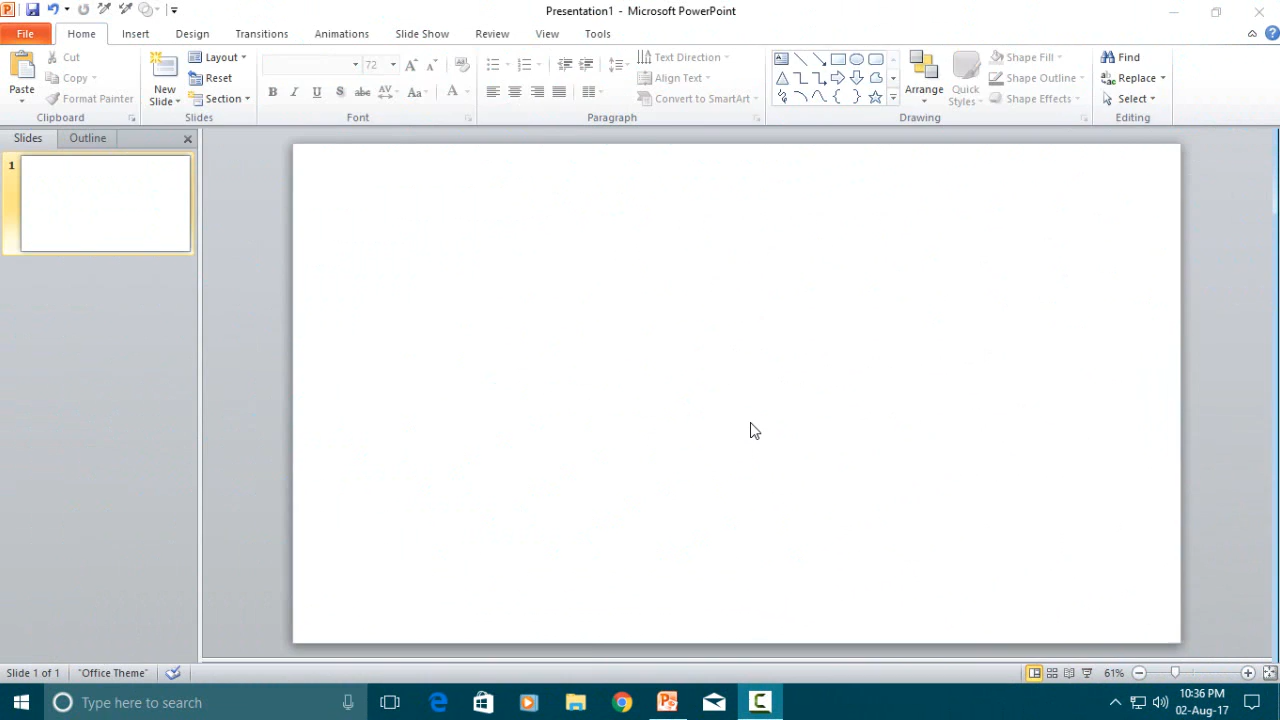 Presentation1 - Microsoft PowerPoint
File Home Insert Design Transitions Animations Slide Show Review View Tools
Paste
Cut
Copy
Format Painter
Clipboard
New Slide
Layout
Reset
Section
Slides
72
B I U S abc AV Aa A
Font
Text Direction
Align Text
Convert to SmartArt
Paragraph
Arrange
Quick Styles
Shape Fill
Shape Outline
Shape Effects
Drawing
Find
Replace
Select
Editing
Slides Outline
1
Slide 1 of 1 "Office Theme" 61%
Type here to search
10:36 PM
02-Aug-17